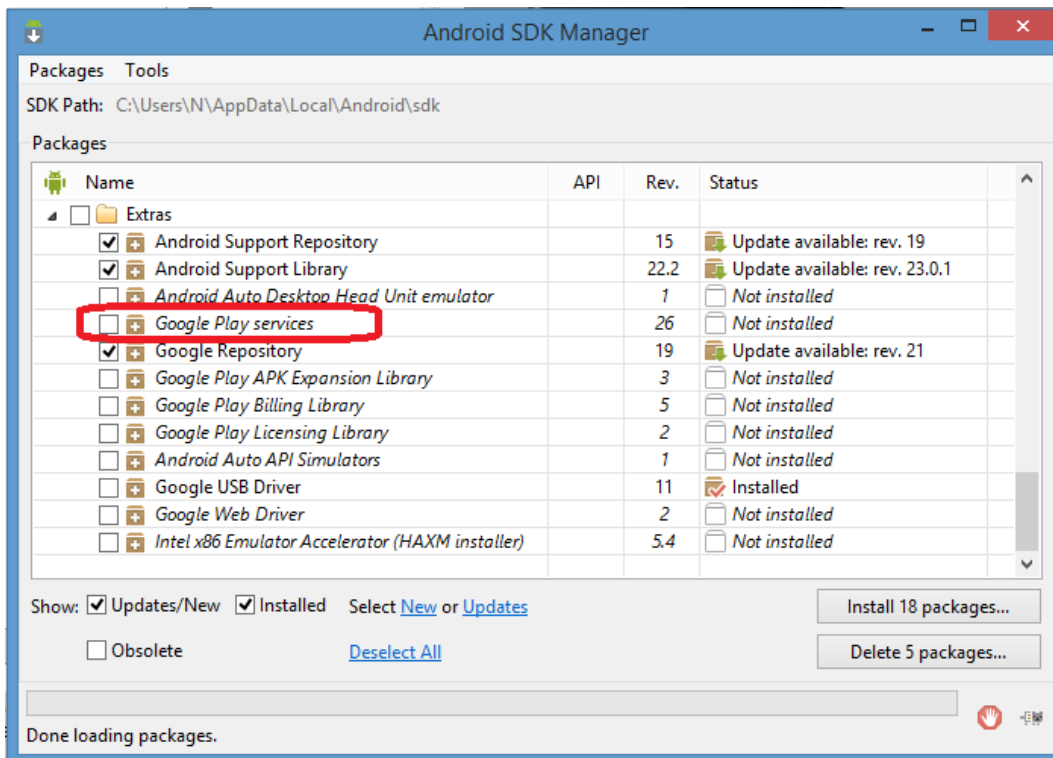 Android SDK Manager
Packages Tools
SDK Path: C:\Users\N\AppData\Local\Android\sdk
Packages
Name API Rev. Status
Extras
Android Support Repository 15 Update available: rev. 19
Android Support Library 22.2 Update available: rev. 23.0.1
Android Auto Desktop Head Unit emulator 1 Not installed
Google Play services 26 Not installed
Google Repository 19 Update available: rev. 21
Google Play APK Expansion Library 3 Not installed
Google Play Billing Library 5 Not installed
Google Play Licensing Library 2 Not installed
Android Auto API Simulators 1 Not installed
Google USB Driver 11 Installed
Google Web Driver 2 Not installed
Intel x86 Emulator Accelerator (HAXM installer) 5.4 Not installed
Show: Updates/New Installed Select New or Updates Install 18 packages...
Obsolete Deselect All Delete 5 packages...
Done loading packages.